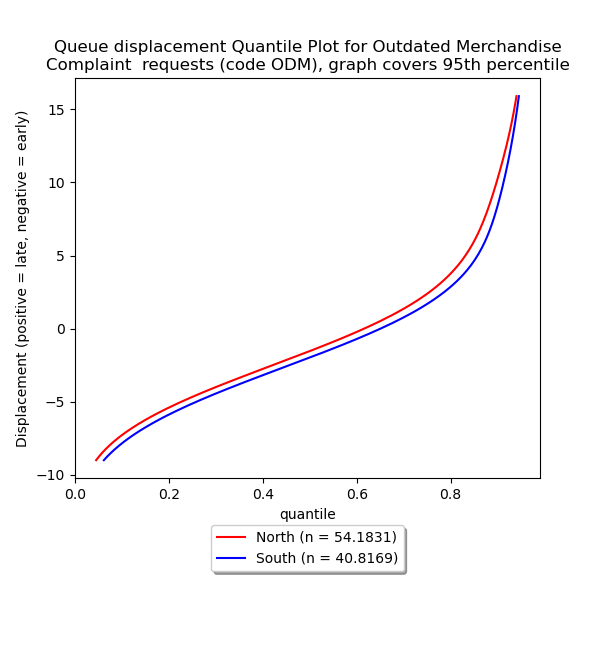 Queue displacement Quantile Plot for Outdated Merchandise
Complaint  requests (code ODM), graph covers 95th percentile
Displacement (positive = late, negative = early)
15
10
5
0
−5
−10
0.0
0.2
0.4
0.6
0.8
quantile
North (n = 54.1831)
South (n = 40.8169)